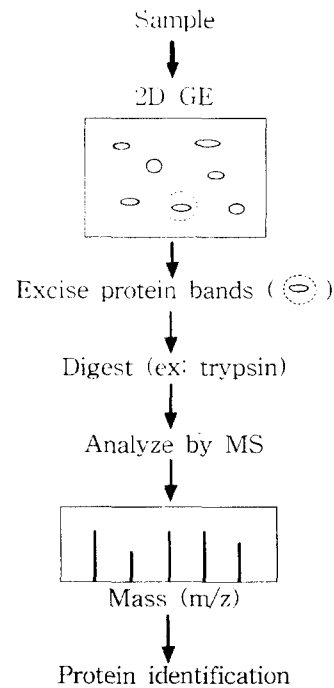 Sample
2D GE
Excise protein bands ( )
Digest (ex: trypsin)
Analyze by MS
Mass (m/z)
Protein identification